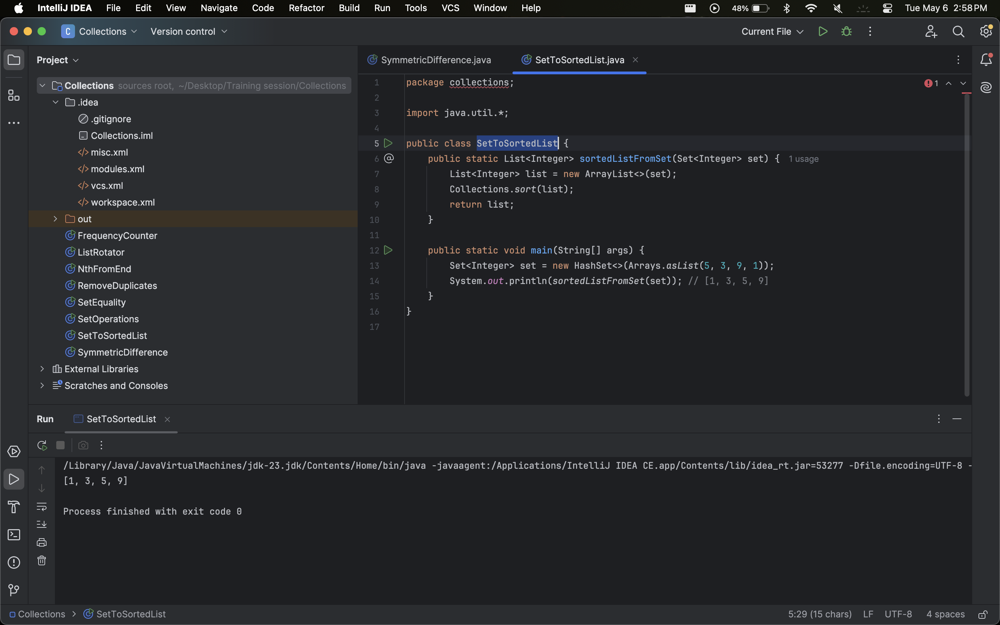 IntelliJ IDEA File Edit View Navigate Code Refactor Build Run Tools VCS Window Help 48% Tue May 6 2:58 PM
C Collections Version control Current File
Project
Collections sources root, ~/Desktop/Training session/Collections
.idea
.gitignore
Collections.iml
misc.xml
modules.xml
vcs.xml
workspace.xml
out
FrequencyCounter
ListRotator
NthFromEnd
RemoveDuplicates
SetEquality
SetOperations
SetToSortedList
SymmetricDifference
External Libraries
Scratches and Consoles
SymmetricDifference.java SetToSortedList.java
1 package collections; 1
2
3 import java.util.*;
4
5 public class SetToSortedList {
6 public static List<Integer> sortedListFromSet(Set<Integer> set) { 1 usage
7 List<Integer> list = new ArrayList<>(set);
8 Collections.sort(list);
9 return list;
10 }
11
12 public static void main(String[] args) {
13 Set<Integer> set = new HashSet<>(Arrays.asList(5, 3, 9, 1));
14 System.out.println(sortedListFromSet(set)); // [1, 3, 5, 9]
15 }
16 }
17
Run SetToSortedList
/Library/Java/JavaVirtualMachines/jdk-23.jdk/Contents/Home/bin/java -javaagent:/Applications/IntelliJ IDEA CE.app/Contents/lib/idea_rt.jar=53277 -Dfile.encoding=UTF-8 -
[1, 3, 5, 9]
Process finished with exit code 0
Collections > SetToSortedList 5:29 (15 chars) LF UTF-8 4 spaces